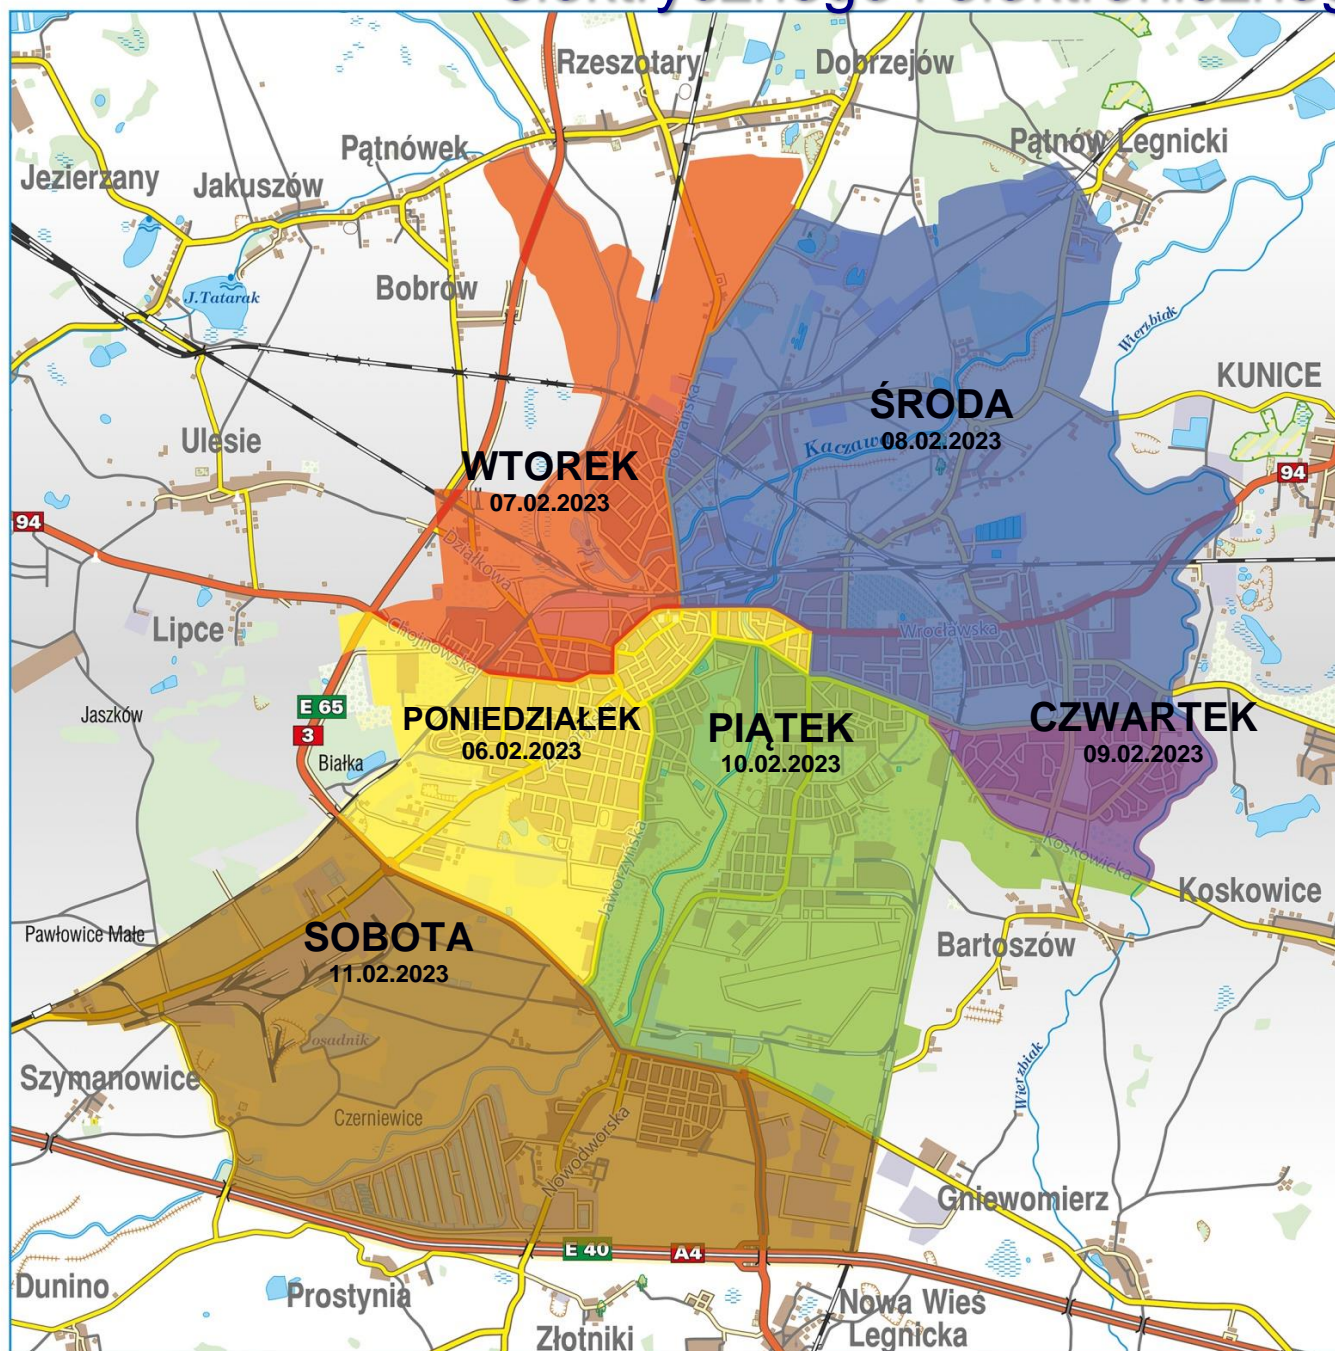 elektrycznego i elektroniczneg
Rzeszotary
Dobrzejów
Pątnówek
Pątnów Legnicki
Jezierzany
Jakuszów
Bobrów
J.Tatarak
Wierzbiak
KUNICE
Poznańska
ŚRODA
08.02.2023
Kaczawa
Ulesie
WTOREK
07.02.2023
94
94
Działkowa
Lipce
Chojnowska
Wrocławska
E 65
3
Jaszków
Białka
PONIEDZIAŁEK
06.02.2023
PIĄTEK
10.02.2023
CZWARTEK
09.02.2023
Jaworzyńska
Koskowicka
Koskowice
Pawłowice Małe
SOBOTA
11.02.2023
Bartoszów
osadnik
Szymanowice
Czerniewice
Wierzbiak
Nowodworska
Gniewomierz
E 40
A4
Dunino
Prostynia
Złotniki
Nowa Wieś
Legnicka